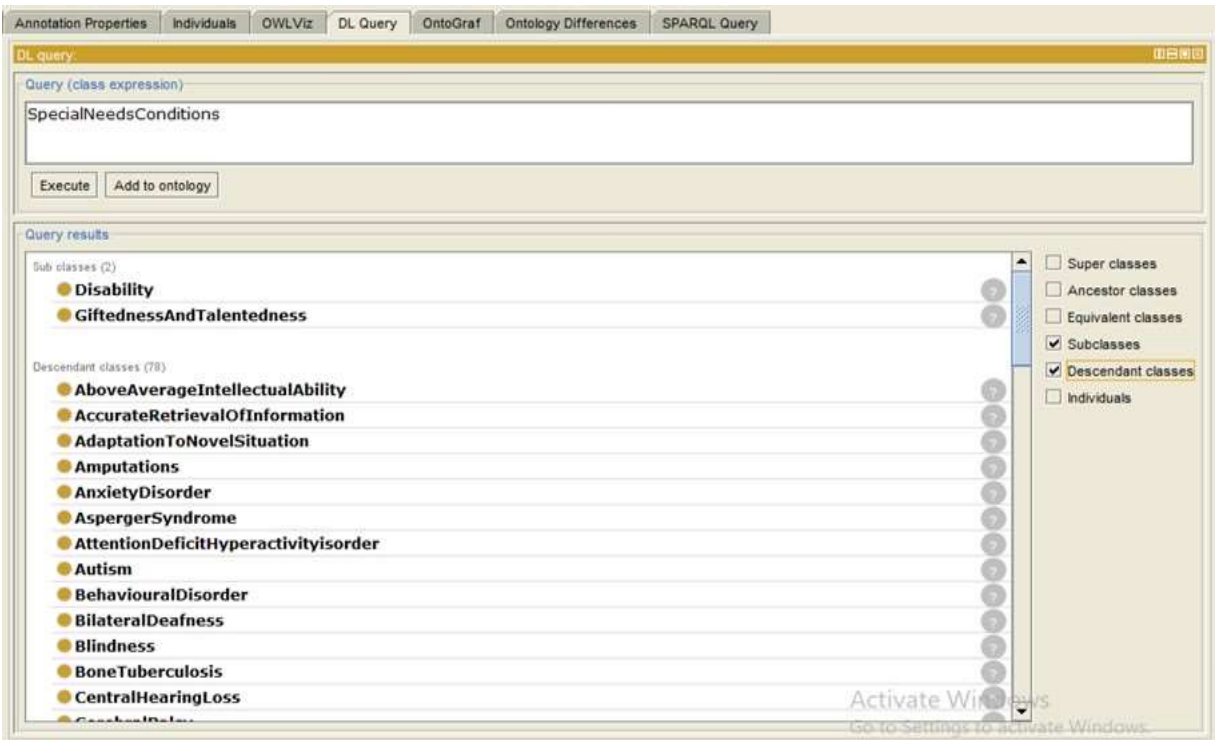 Annotation Properties Individuals OWLViz DL Query OntoGraf Ontology Differences SPARQL Query
DL query:
Query (class expression)
SpecialNeedsConditions
Execute Add to ontology
Query results
Sub classes (2)
Disability
GiftednessAndTalentedness
Descendant classes (78)
AboveAverageIntellectualAbility
AccurateRetrievalOfInformation
AdaptationToNovelSituation
Amputations
AnxietyDisorder
AspergerSyndrome
AttentionDeficitHyperactivityisorder
Autism
BehaviouralDisorder
BilateralDeafness
Blindness
BoneTuberculosis
CentralHearingLoss
Super classes
Ancestor classes
Equivalent classes
Subclasses
Descendant classes
Individuals
Activate Windows
Go to Settings to activate Windows.